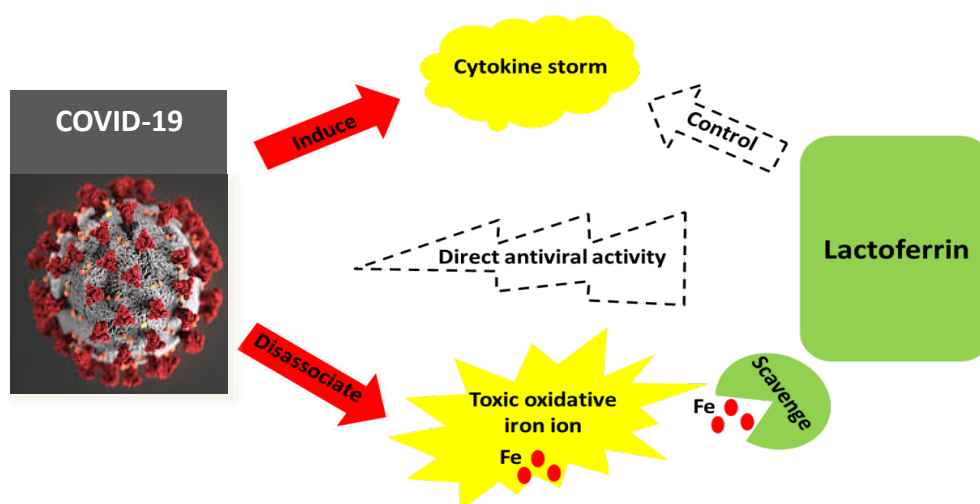 Cytokine storm
COVID-19
Induce
Control
Direct antiviral activity
Lactoferrin
Disassociate
Toxic oxidative
iron ion
Fe
Fe
Scavenge